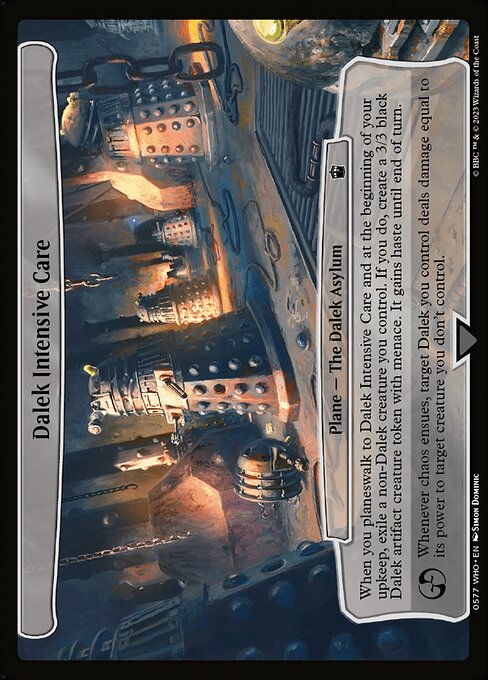 Dalek Intensive Care
Plane — The Dalek Asylum
When you planeswalk to Dalek Intensive Care and at the beginning of your
upkeep, exile a non-Dalek creature you control. If you do, create a 3/3 black
Dalek artifact creature token with menace. It gains haste until end of turn.
Whenever chaos ensues, target Dalek you control deals damage equal to
its power to target creature you don't control.
0577 WHO • EN SIMON DOMINIC
© BBC™ & © 2023 Wizards of the Coast